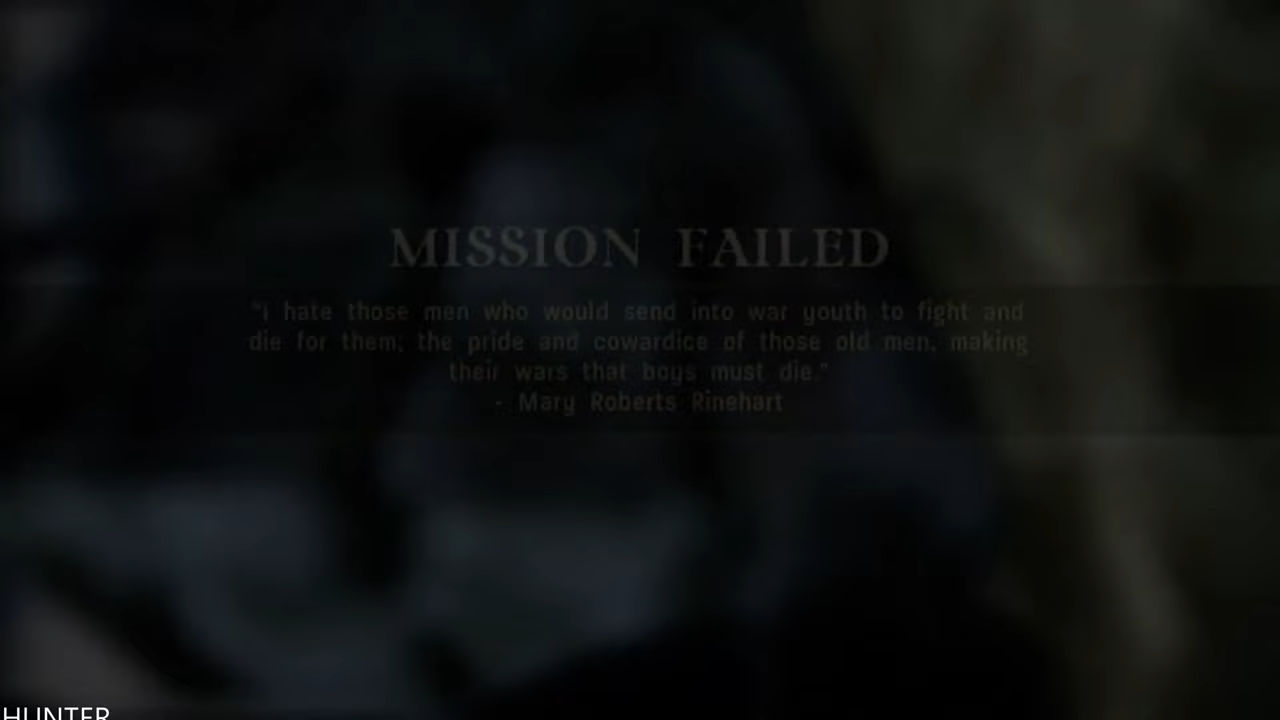 MISSION FAILED
"I hate those men who would send into war youth to fight and
die for them; the pride and cowardice of those old men, making
their wars that boys must die."
- Mary Roberts Rinehart
HUNTER